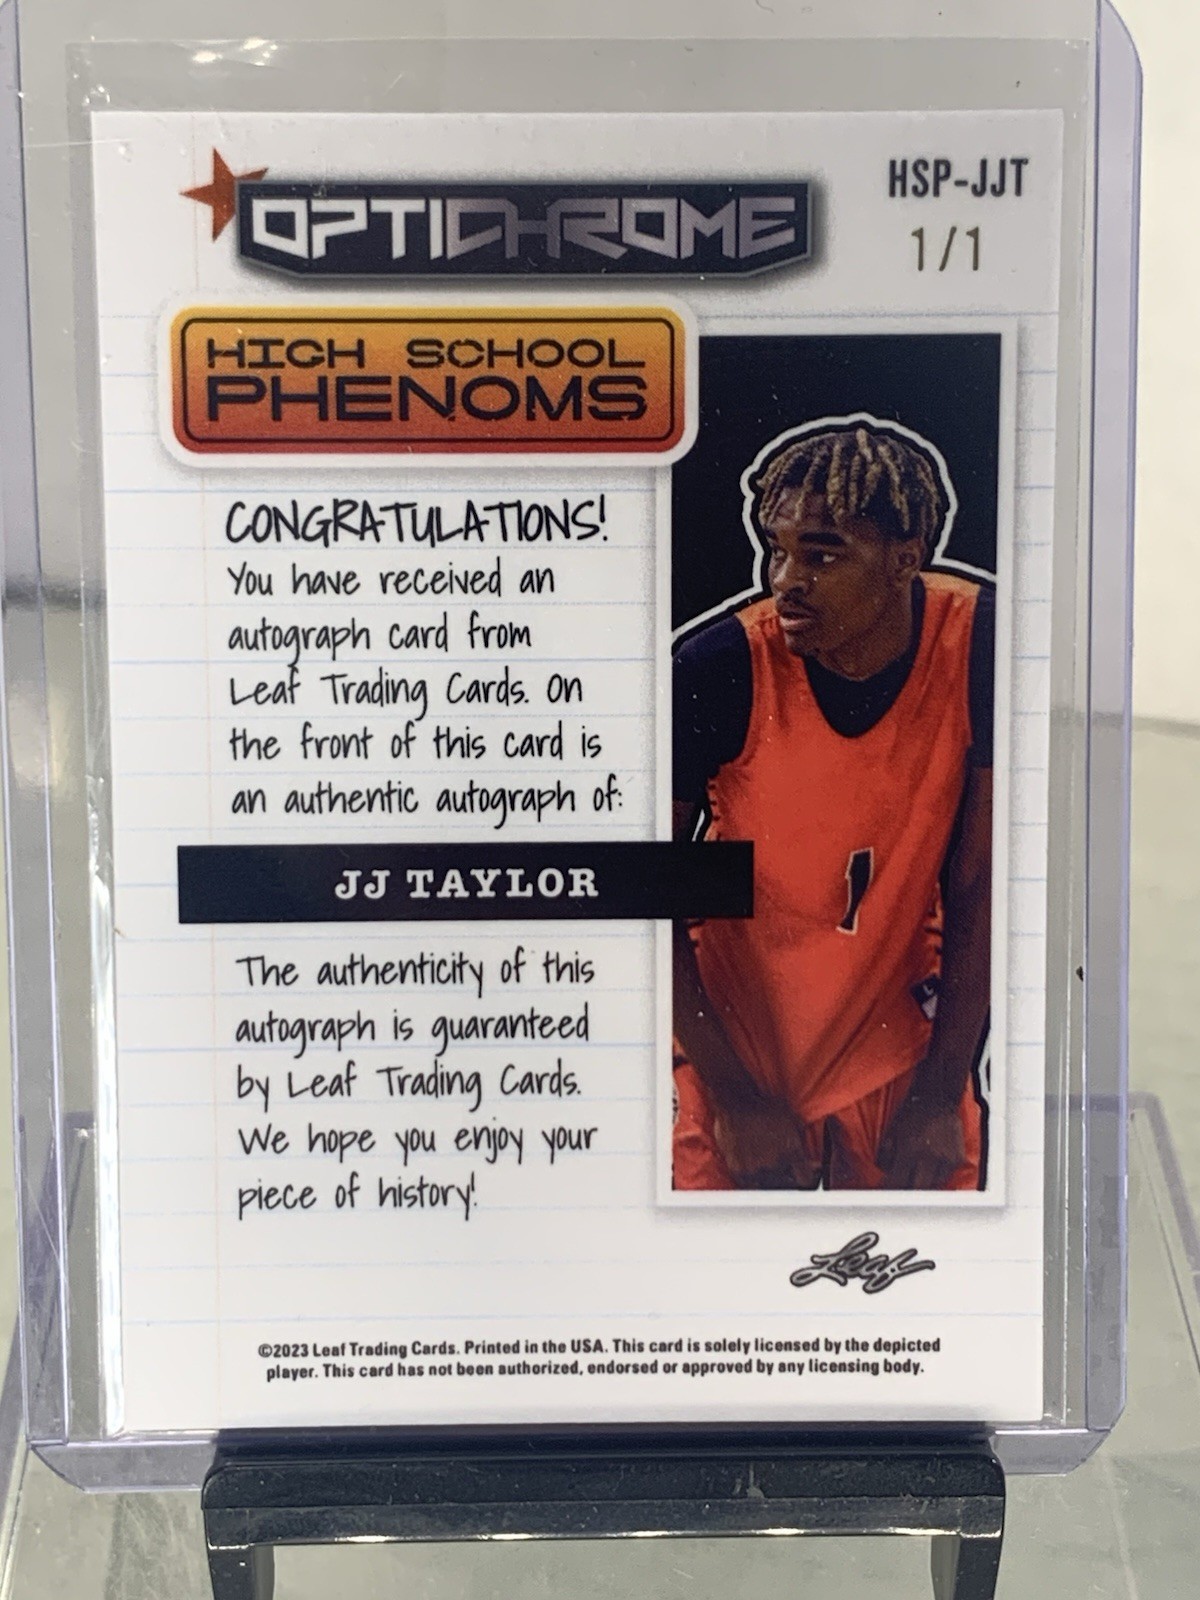 OPTICHROME
HSP-JJT
1/1
HIGH SCHOOL
PHENOMS
CONGRATULATIONS!
You have received an
autograph card from
Leaf Trading Cards. On
the front of this card is
an authentic autograph of:
JJ TAYLOR
1
The authenticity of this
autograph is guaranteed
by Leaf Trading Cards.
We hope you enjoy your
piece of history!
Leaf
©2023 Leaf Trading Cards. Printed in the USA. This card is solely licensed by the depicted
player. This card has not been authorized, endorsed or approved by any licensing body.